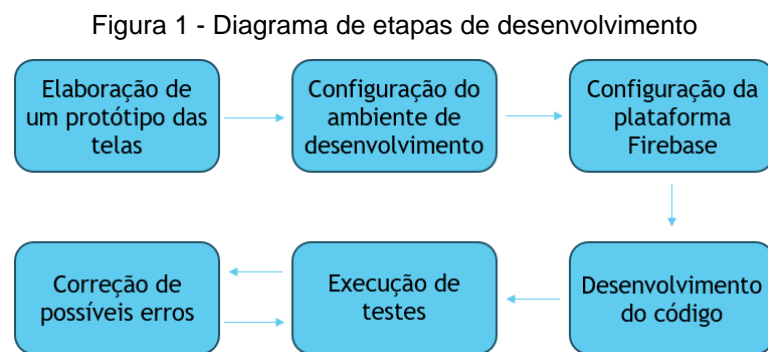 Figura 1 - Diagrama de etapas de desenvolvimento
Elaboração de
um protótipo das
telas
Configuração do
ambiente de
desenvolvimento
Configuração da
plataforma
Firebase
Correção de
possíveis erros
Execução de
testes
Desenvolvimento
do código